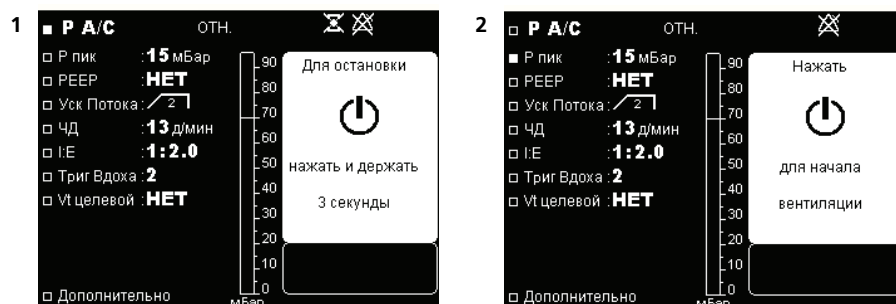 1
P A/C ОТН.
Р пик :15 мБар
PEEP :НЕТ
Уск Потока: 2
ЧД :13 д/мин
I:E :1:2.0
Триг Вдоха :2
Vt целевой :НЕТ
Дополнительно
90
80
70
60
50
40
30
20
10
0
мБар
Для остановки
нажать и держать
3 секунды
2
P A/C ОТН.
Р пик :15 мБар
PEEP :НЕТ
Уск Потока: 2
ЧД :13 д/мин
I:E :1:2.0
Триг Вдоха :2
Vt целевой :НЕТ
Дополнительно
90
80
70
60
50
40
30
20
10
0
мБар
Нажать
для начала
вентиляции